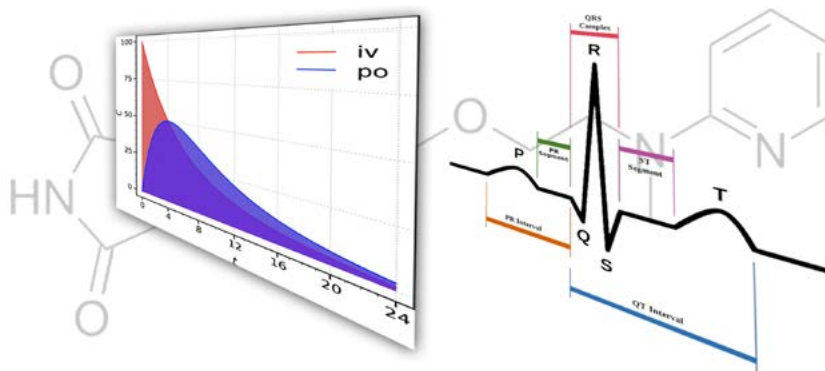 100
75
50
25
0
C
iv
po
0
4
8
12
16
20
24
t
O
NH
O
O
N
N
QRS
Complex
R
PR
Segment
ST
Segment
P
T
PR Interval
Q
S
QT Interval